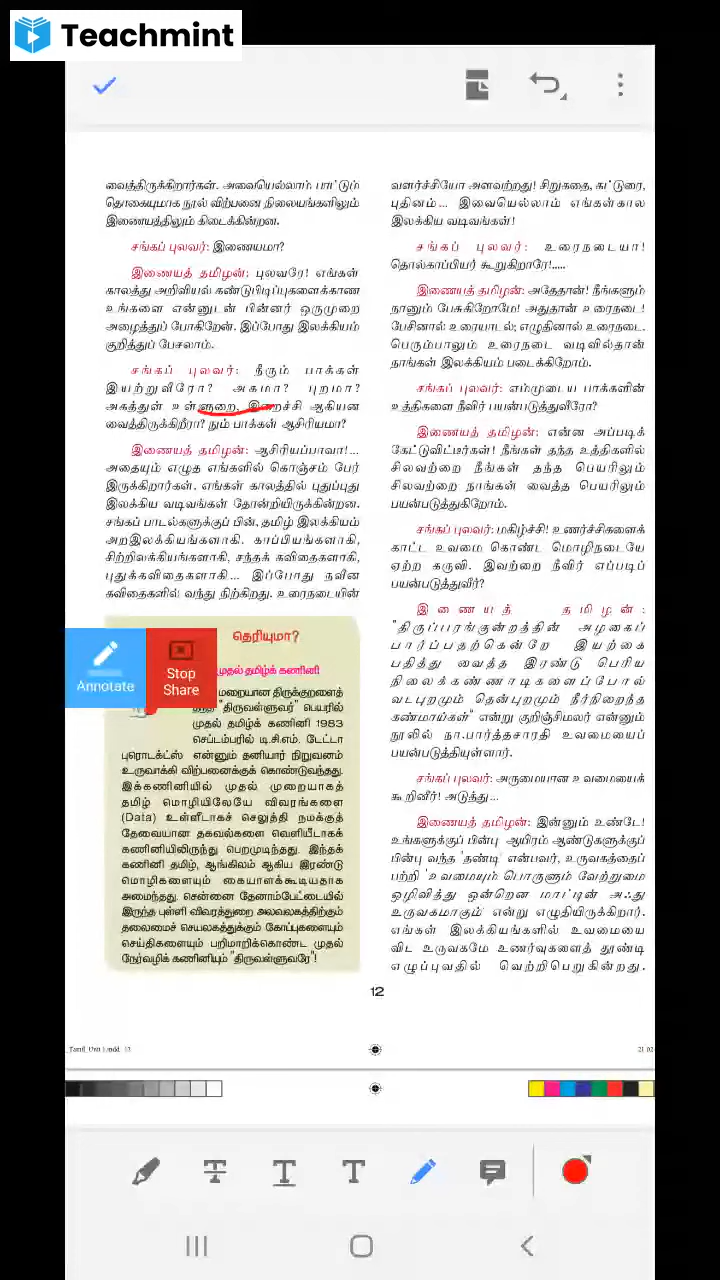 Teachmint
வைத்திருக்கிறார்கள். அவையெல்லாம் பாட்டும்
தொகையுமாக நூல் விற்பனை நிலையங்களிலும்
இணையத்திலும் கிடைக்கின்றன.
சங்கப் புலவர்: இணையமா?
இணையத் தமிழன்: புலவரே! எங்கள்
காலத்து அறிவியல் கண்டுபிடிப்புகளைக்காண
உங்களை என்னுடன் பின்னர் ஒருமுறை
அழைத்துப் போகிறேன். இப்போது இலக்கியம்
குறித்துப் பேசலாம்.
சங்கப் புலவர்: நீரும் பாக்கள்
இயற்றுவீரோ? அகமா? புறமா?
அகத்துள் உள்ளுறை, இறைச்சி ஆகியன
வைத்திருக்கிறீரா? நும் பாக்கள் ஆசிரியமா?
இணையத் தமிழன்: ஆசிரியப்பாவா!...
அதையும் எழுத எங்களில் கொஞ்சம் பேர்
இருக்கிறார்கள். எங்கள் காலத்தில் புதுப்புது
இலக்கிய வடிவங்கள் தோன்றியிருக்கின்றன.
சங்கப் பாடல்களுக்குப் பின், தமிழ் இலக்கியம்
அறஇலக்கியங்களாகி. காப்பியங்களாகி,
சிற்றிலக்கியங்களாகி, சந்தக் கவிதைகளாகி,
புதுக்கவிதைகளாகி... இப்போது நவீன
கவிதைகளில் வந்து நிற்கிறது. உரைநடையின்
தெரியுமா?
முதல் தமிழ்க் கணினி!
மறையான திருக்குறளைத்
தந்த "திருவள்ளுவர்" பெயரில்
முதல் தமிழ்க் கணினி 1983
செப்டம்பரில் டி.சி.எம். டேட்டா
புரொடக்ட்ஸ் என்னும் தனியார் நிறுவனம்
உருவாக்கி விற்பனைக்குக் கொண்டுவந்தது.
இக்கணினியில் முதல் முறையாகத்
தமிழ் மொழியிலேயே விவரங்களை
(Data) உள்ளீடாகச் செலுத்தி நமக்குத்
தேவையான தகவல்களை வெளியீடாகக்
கணினியிலிருந்து பெறமுடிந்தது. இந்தக்
கணினி தமிழ், ஆங்கிலம் ஆகிய இரண்டு
மொழிகளையும் கையாளக்கூடியதாக
அமைந்தது. சென்னை தேனாம்பேட்டையில்
இருந்த புள்ளி விவரத்துறை அலுவலகத்திற்கும்
தலைமைச் செயலகத்துக்கும் கோப்புகளையும்
செய்திகளையும் பரிமாறிக்கொண்ட முதல்
நேர்வழிக் கணினியும் "திருவள்ளுவரே"!
Annotate
Stop
Share
வளர்ச்சியோ அளவற்றது! சிறுகதை, கட்டுரை,
புதினம்... இவையெல்லாம் எங்கள்கால
இலக்கிய வடிவங்கள்!
சங்கப் புலவர்: உரைநடையா!
தொல்காப்பியர் கூறுகிறாரே!.....
இணையத் தமிழன்: அதேதான்! நீங்களும்
நானும் பேசுகிறோமே! அதுதான் உரைநடை!
பேசினால் உரையாடல்; எழுதினால் உரைநடை.
பெரும்பாலும் உரைநடை வடிவில்தான்
நாங்கள் இலக்கியம் படைக்கிறோம்.
சங்கப் புலவர்: எம்முடைய பாக்களின்
உத்திகளை நீவிர் பயன்படுத்துவீரோ?
இணையத் தமிழன்: என்ன அப்படிக்
கேட்டுவிட்டீர்கள்! நீங்கள் தந்த உத்திகளில்
சிலவற்றை நீங்கள் தந்த பெயரிலும்
சிலவற்றை நாங்கள் வைத்த பெயரிலும்
பயன்படுத்துகிறோம்.
சங்கப் புலவர்: மகிழ்ச்சி! உணர்ச்சிகளைக்
காட்ட உவமை கொண்ட மொழிநடையே
ஏற்ற கருவி. இவற்றை நீவிர் எப்படிப்
பயன்படுத்துவீர்?
இணையத் தமிழன்:
"திருப்பரங்குன்றத்தின் அழகைப்
பார்ப்பதற்கென்றே இயற்கை
பதித்து வைத்த இரண்டு பெரிய
நிலைக்கண்ணாடிகளைப்போல்
வடபுறமும் தென்புறமும் நீர்நிறைந்த
கண்மாய்கள்" என்று குறிஞ்சிமலர் என்னும்
நூலில் நா.பார்த்தசாரதி உவமையைப்
பயன்படுத்தியுள்ளார்.
சங்கப் புலவர்: அருமையான உவமையைக்
கூறினீர்! அடுத்து...
இணையத் தமிழன்: இன்னும் உண்டே!
உங்களுக்குப் பின்பு ஆயிரம் ஆண்டுகளுக்குப்
பின்பு வந்த 'தண்டி' என்பவர், உருவகத்தைப்
பற்றி 'உவமையும் பொருளும் வேற்றுமை
ஒழிவித்து ஒன்றென மாட்டின் அஃது
உருவகமாகும்' என்று எழுதியிருக்கிறார்.
எங்கள் இலக்கியங்களில் உவமையை
விட உருவகமே உணர்வுகளைத் தூண்டி
எழுப்புவதில் வெற்றிபெறுகின்றது.
12